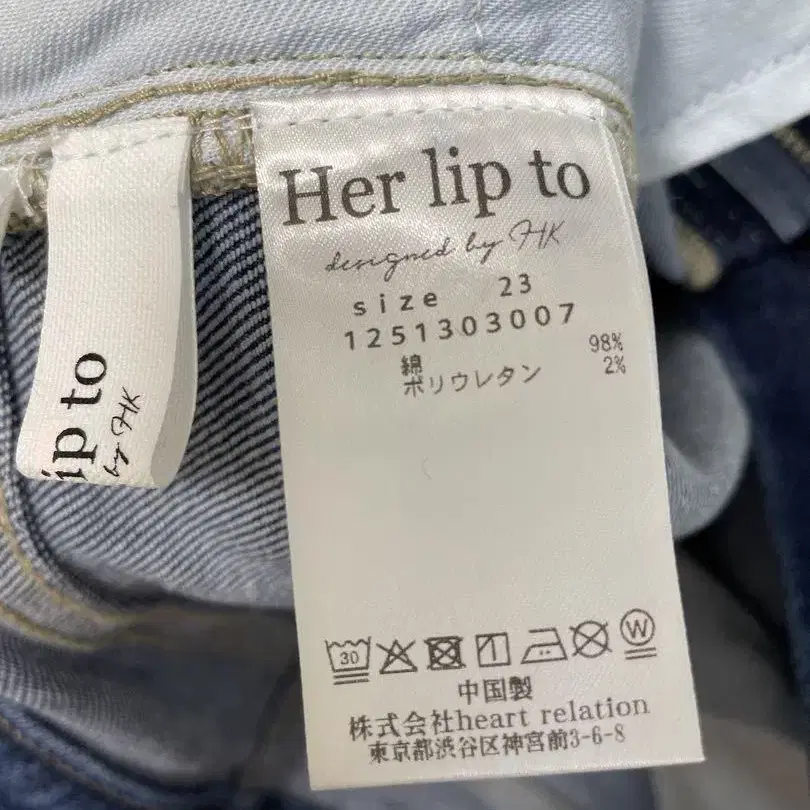 Her lip to
designed by HK
size 23
1251303007
綿 98%
ポリウレタン 2%
30
W
中国製
株式会社heart relation
東京都渋谷区神宮前3-6-8
ip to
by HK